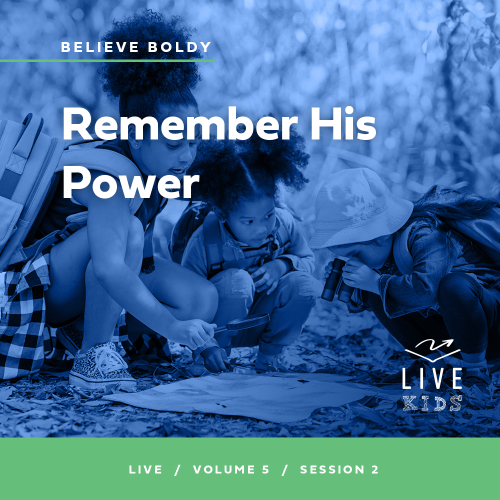 BELIEVE BOLDY
Remember His
Power
LIVE
KIDS
LIVE / VOLUME 5 / SESSION 2